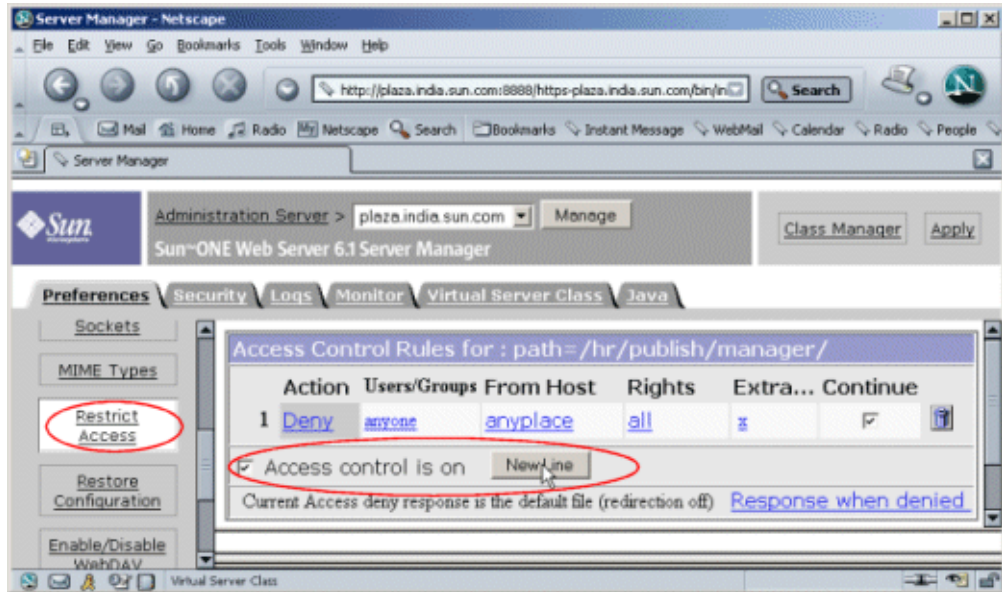 Server Manager - Netscape
File Edit View Go Bookmarks Tools Window Help
http://plaza.india.sun.com:8888/https-plaza.india.sun.com/bin/in Search
Mail Home Radio My Netscape Search Bookmarks Instant Message WebMail Calendar Radio People
Server Manager
Sun
Administration Server > plaza.india.sun.com Manage
Sun ONE Web Server 6.1 Server Manager
Class Manager Apply
Preferences Security Logs Monitor Virtual Server Class Java
Sockets
MIME Types
Restrict
Access
Restore
Configuration
Enable/Disable
WebDAV
Access Control Rules for : path=/hr/publish/manager/
Action Users/Groups From Host Rights Extra... Continue
1 Deny anyone anyplace all x
Access control is on New Line
Current Access deny response is the default file (redirection off) Response when denied
Virtual Server Class